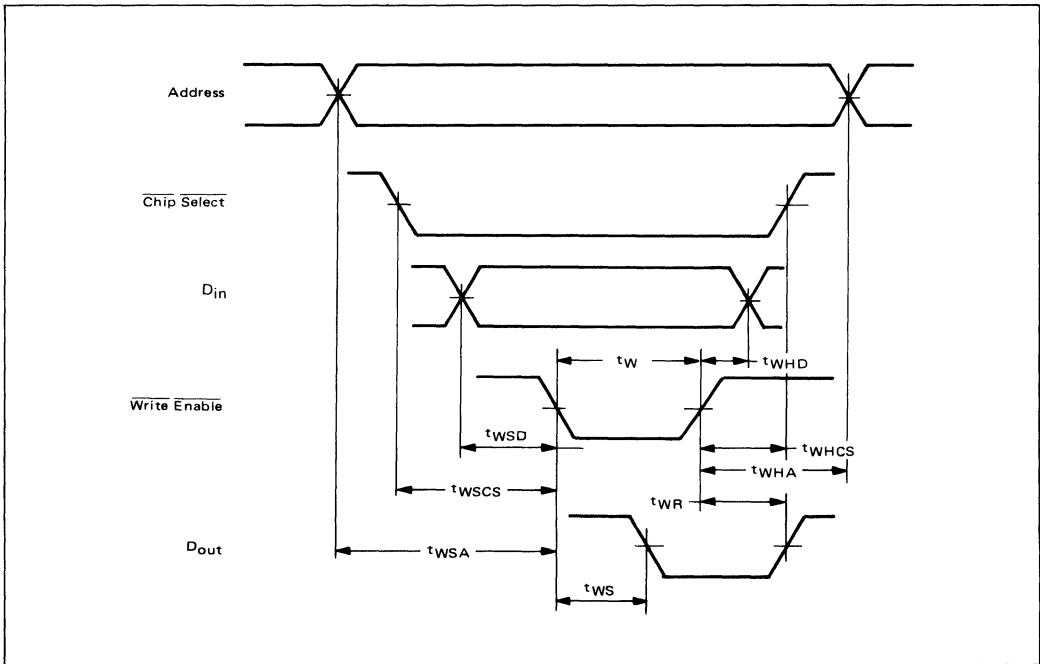 Address
Chip Select
Din
tW
tWHD
Write Enable
tWSD
tWHCS
tWHA
tWSCS
tWR
Dout
tWSA
tWS